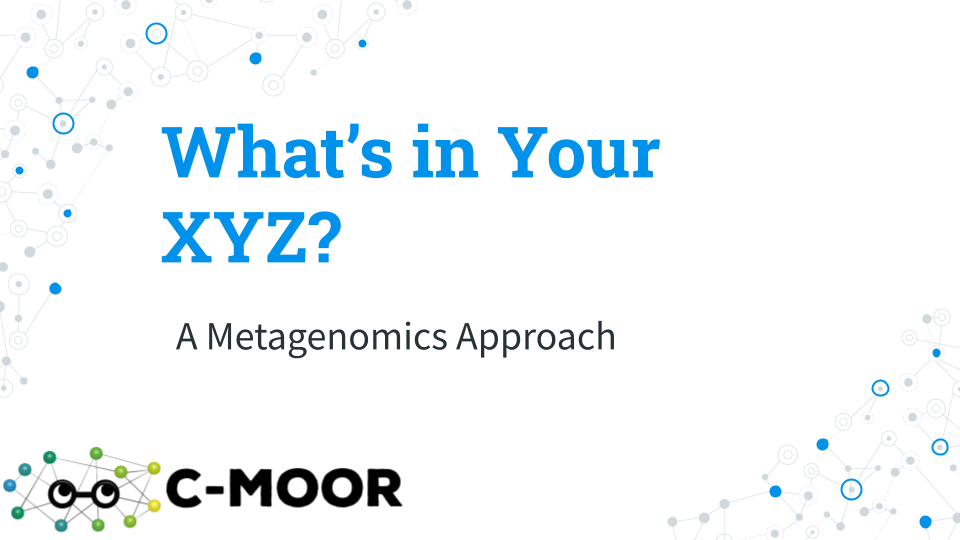 What’s in Your
XYZ?
A Metagenomics Approach
C-MOOR